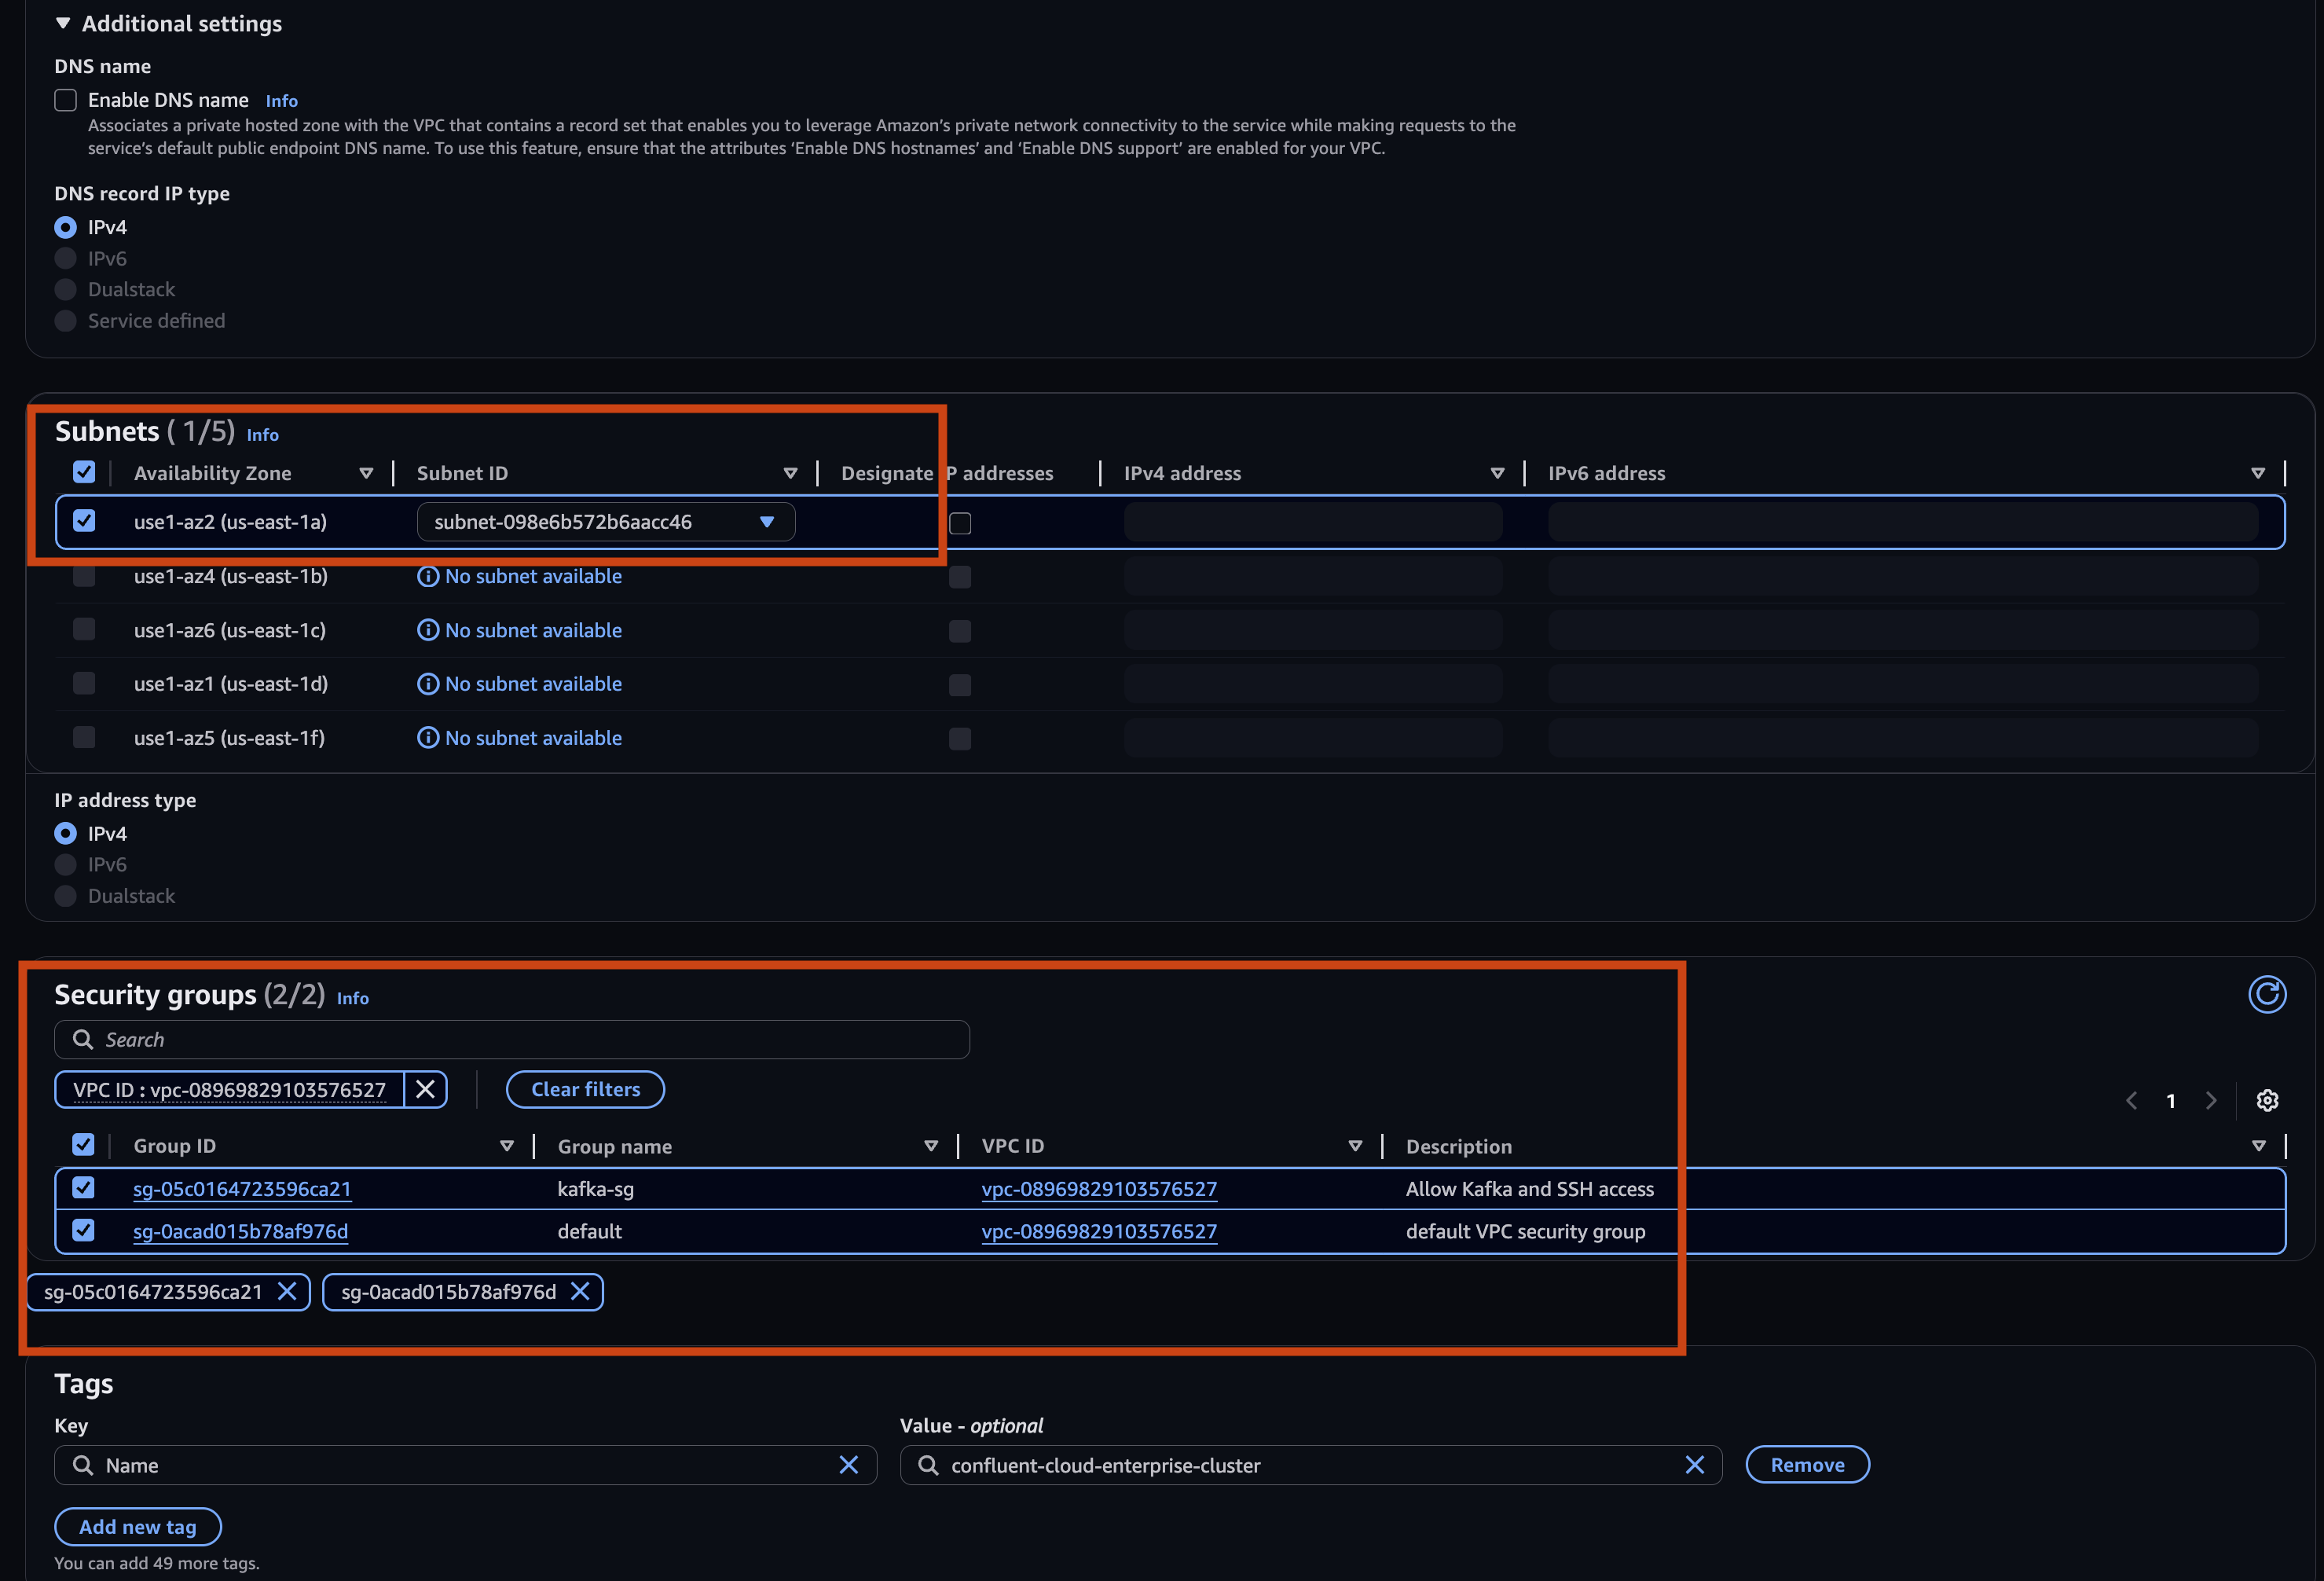 Additional settings
DNS name
Enable DNS name Info
Associates a private hosted zone with the VPC that contains a record set that enables you to leverage Amazon’s private network connectivity to the service while making requests to the
service’s default public endpoint DNS name. To use this feature, ensure that the attributes ‘Enable DNS hostnames’ and ‘Enable DNS support’ are enabled for your VPC.
DNS record IP type
IPv4
IPv6
Dualstack
Service defined
Subnets ( 1/5) Info
Availability Zone Subnet ID Designate P addresses IPv4 address IPv6 address
use1-az2 (us-east-1a) subnet-098e6b572b6aacc46
use1-az4 (us-east-1b) No subnet available
use1-az6 (us-east-1c) No subnet available
use1-az1 (us-east-1d) No subnet available
use1-az5 (us-east-1f) No subnet available
IP address type
IPv4
IPv6
Dualstack
Security groups (2/2) Info
Search
VPC ID : vpc-08969829103576527 Clear filters
1
Group ID Group name VPC ID Description
sg-05c0164723596ca21 kafka-sg vpc-08969829103576527 Allow Kafka and SSH access
sg-0acad015b78af976d default vpc-08969829103576527 default VPC security group
sg-05c0164723596ca21 sg-0acad015b78af976d
Tags
Key Value - optional
Name confluent-cloud-enterprise-cluster Remove
Add new tag
You can add 49 more tags.